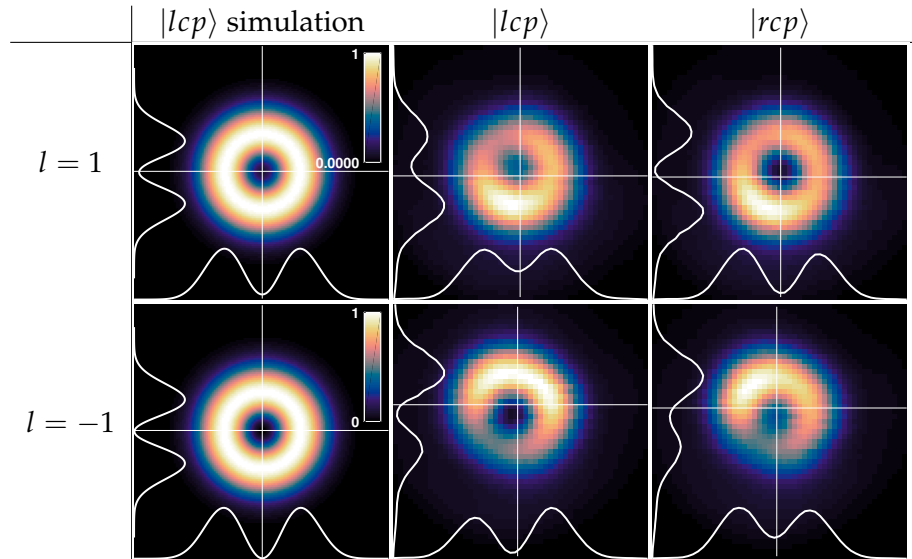 |lcp⟩ simulation |lcp⟩ |rcp⟩
l = 1
1
0.0000
l = −1
1
0